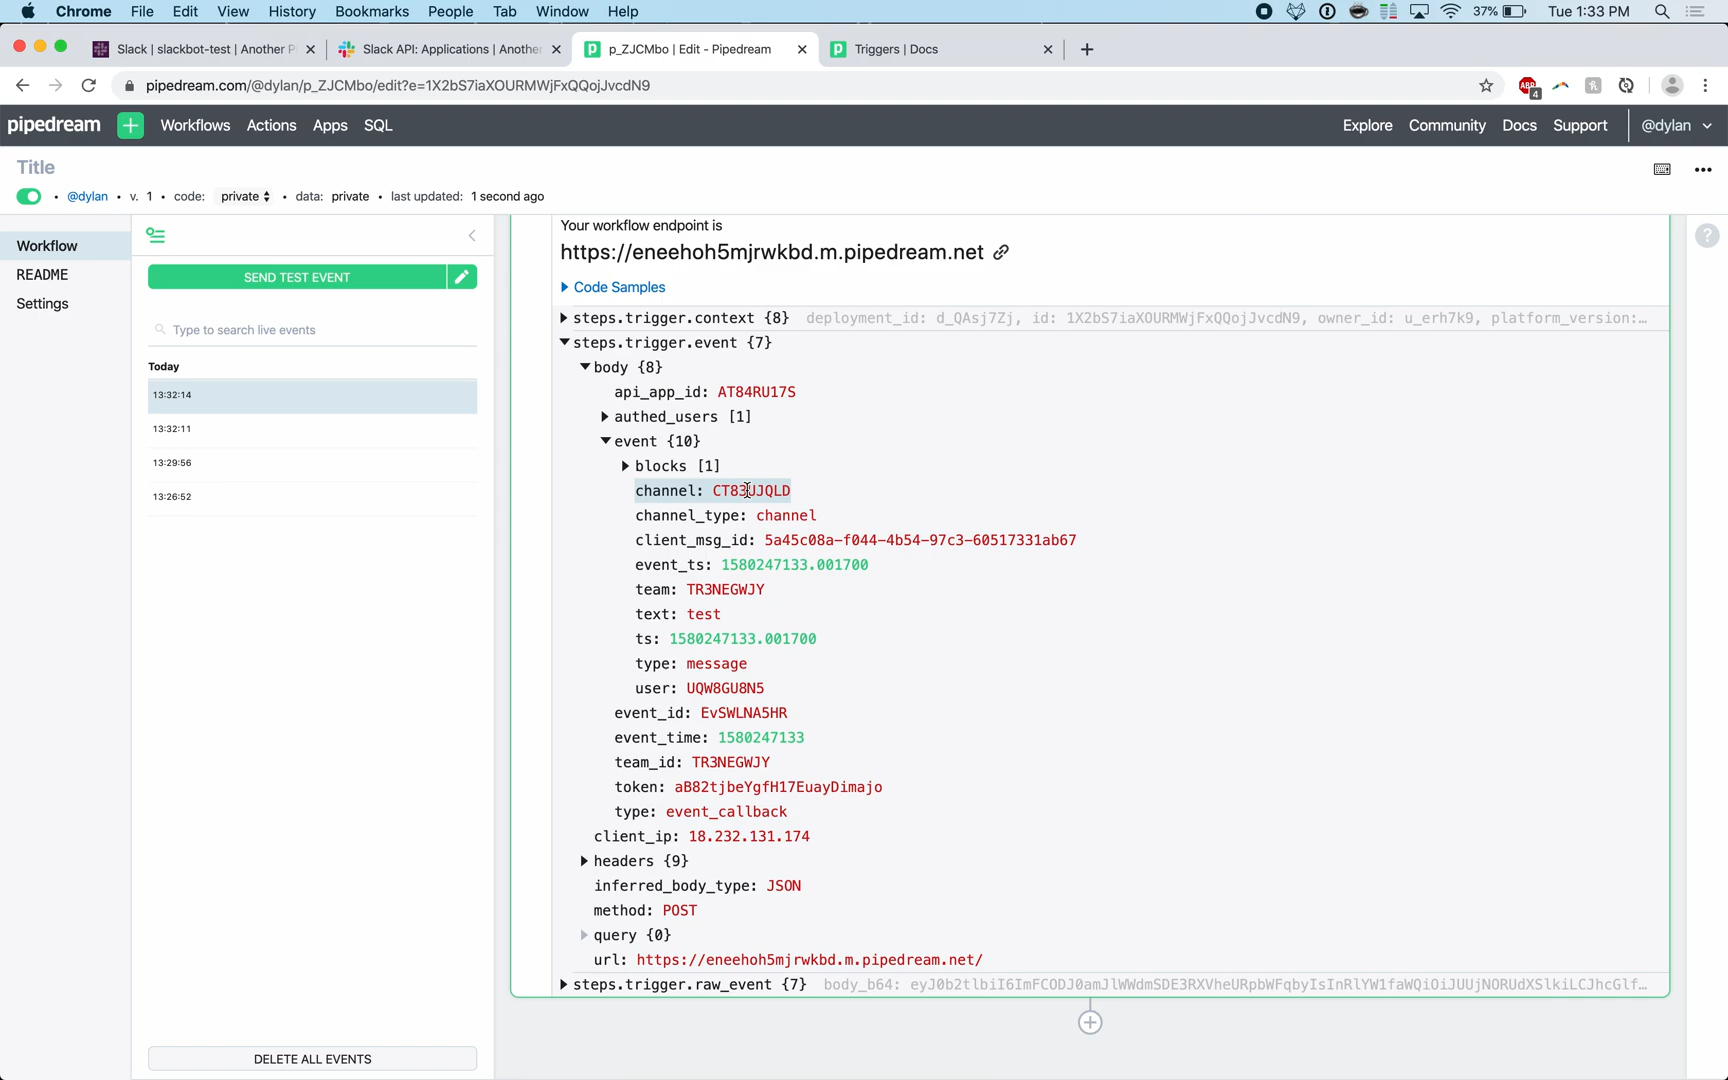 Chrome File Edit View History Bookmarks People Tab Window Help 37% Tue 1:33 PM
Slack | slackbot-test | Another P Slack API: Applications | Anothe p_ZJCMbo | Edit - Pipedream Triggers | Docs
pipedream.com/@dylan/p_ZJCMbo/edit?e=1X2bS7iaXOURMWjFxQQojJvcdN9 ABP 4
pipedream + Workflows Actions Apps SQL Explore Community Docs Support @dylan
Title
• @dylan • v. 1 • code: private • data: private • last updated: 1 second ago
Workflow
README
Settings
SEND TEST EVENT
Type to search live events
Today
13:32:14
13:32:11
13:29:56
13:26:52
DELETE ALL EVENTS
Your workflow endpoint is
https://eneehoh5mjrwkbd.m.pipedream.net
Code Samples
steps.trigger.context {8} deployment_id: d_QAsj7Zj, id: 1X2bS7iaXOURMWjFxQQojJvcdN9, owner_id: u_erh7k9, platform_version:…
steps.trigger.event {7}
body {8}
api_app_id: AT84RU17S
authed_users [1]
event {10}
blocks [1]
channel: CT83UJQLD
channel_type: channel
client_msg_id: 5a45c08a-f044-4b54-97c3-60517331ab67
event_ts: 1580247133.001700
team: TR3NEGWJY
text: test
ts: 1580247133.001700
type: message
user: UQW8GU8N5
event_id: EvSWLNA5HR
event_time: 1580247133
team_id: TR3NEGWJY
token: aB82tjbeYgfH17EuayDimajo
type: event_callback
client_ip: 18.232.131.174
headers {9}
inferred_body_type: JSON
method: POST
query {0}
url: https://eneehoh5mjrwkbd.m.pipedream.net/
steps.trigger.raw_event {7} body_b64: eyJ0b2tlbiI6ImFCODJ0amJlWWdmSDE3RXVheURpbWFqbyIsInRlYW1faWQiOiJUUjNORUdXSlkiLCJhcGlf…
?